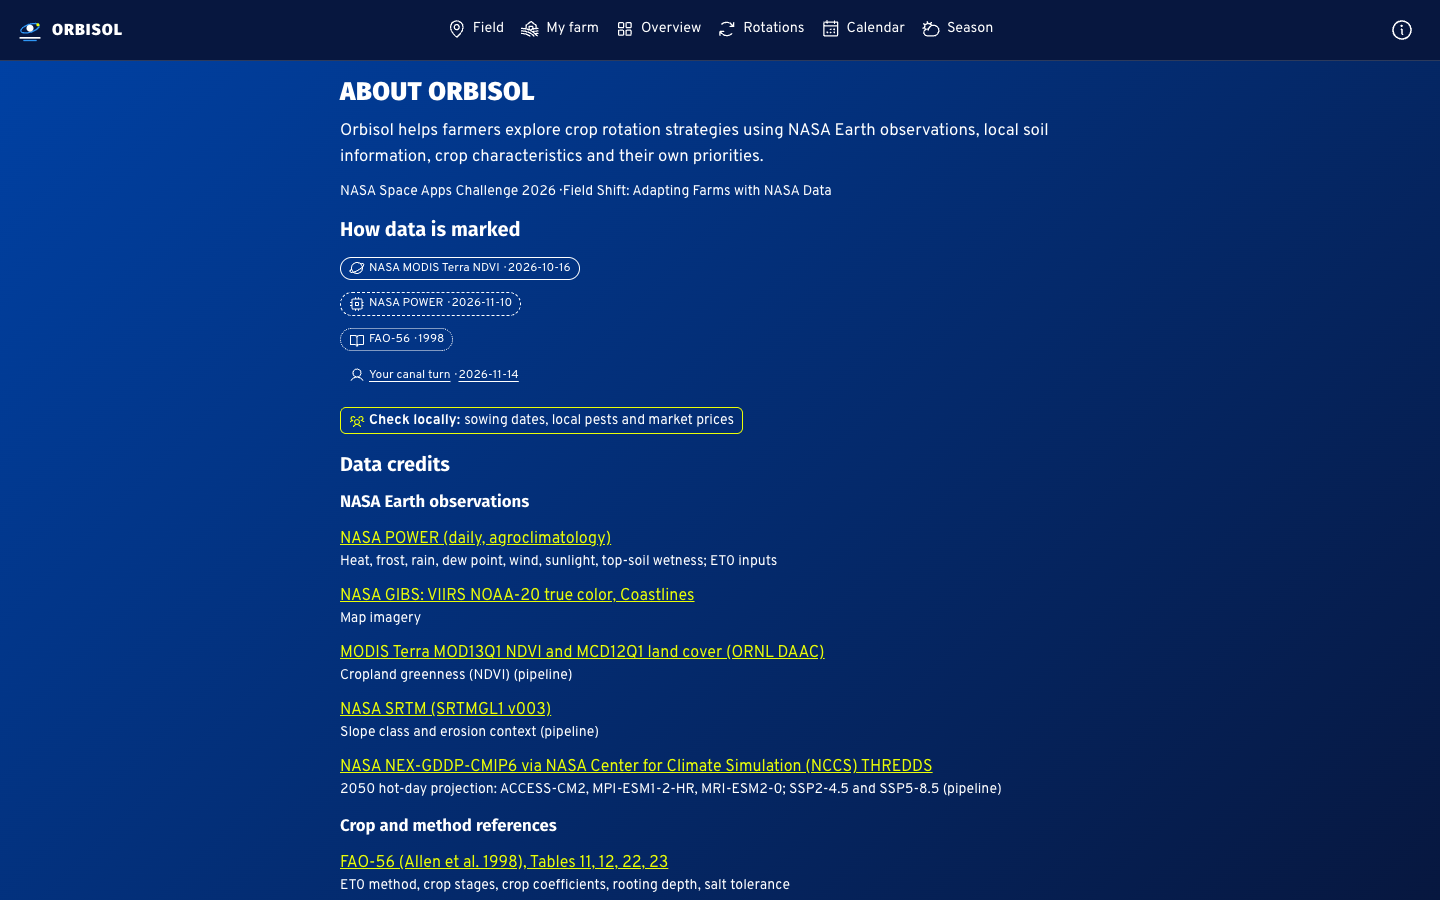 ORBISOL
Field
My farm
Overview
Rotations
Calendar
Season
ABOUT ORBISOL
Orbisol helps farmers explore crop rotation strategies using NASA Earth observations, local soil
information, crop characteristics and their own priorities.
NASA Space Apps Challenge 2026 ·Field Shift: Adapting Farms with NASA Data
How data is marked
NASA MODIS Terra NDVI ·2026-10-16
NASA POWER ·2026-11-10
FAO-56 ·1998
Your canal turn ·2026-11-14
Check locally: sowing dates, local pests and market prices
Data credits
NASA Earth observations
NASA POWER (daily, agroclimatology)
Heat, frost, rain, dew point, wind, sunlight, top-soil wetness; ET0 inputs
NASA GIBS: VIIRS NOAA-20 true color, Coastlines
Map imagery
MODIS Terra MOD13Q1 NDVI and MCD12Q1 land cover (ORNL DAAC)
Cropland greenness (NDVI) (pipeline)
NASA SRTM (SRTMGL1 v003)
Slope class and erosion context (pipeline)
NASA NEX-GDDP-CMIP6 via NASA Center for Climate Simulation (NCCS) THREDDS
2050 hot-day projection: ACCESS-CM2, MPI-ESM1-2-HR, MRI-ESM2-0; SSP2-4.5 and SSP5-8.5 (pipeline)
Crop and method references
FAO-56 (Allen et al. 1998), Tables 11, 12, 22, 23
ET0 method, crop stages, crop coefficients, rooting depth, salt tolerance